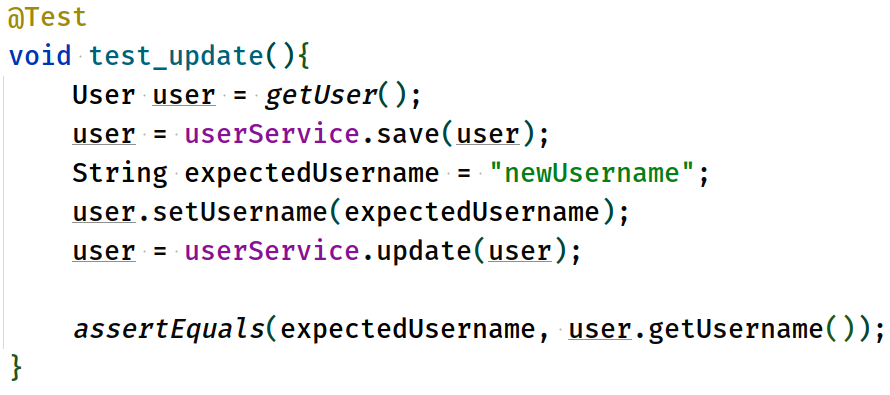 @Test
void test_update(){
User user = getUser();
user = userService.save(user);
String expectedUsername = "newUsername";
user.setUsername(expectedUsername);
user = userService.update(user);
assertEquals(expectedUsername, user.getUsername());
}